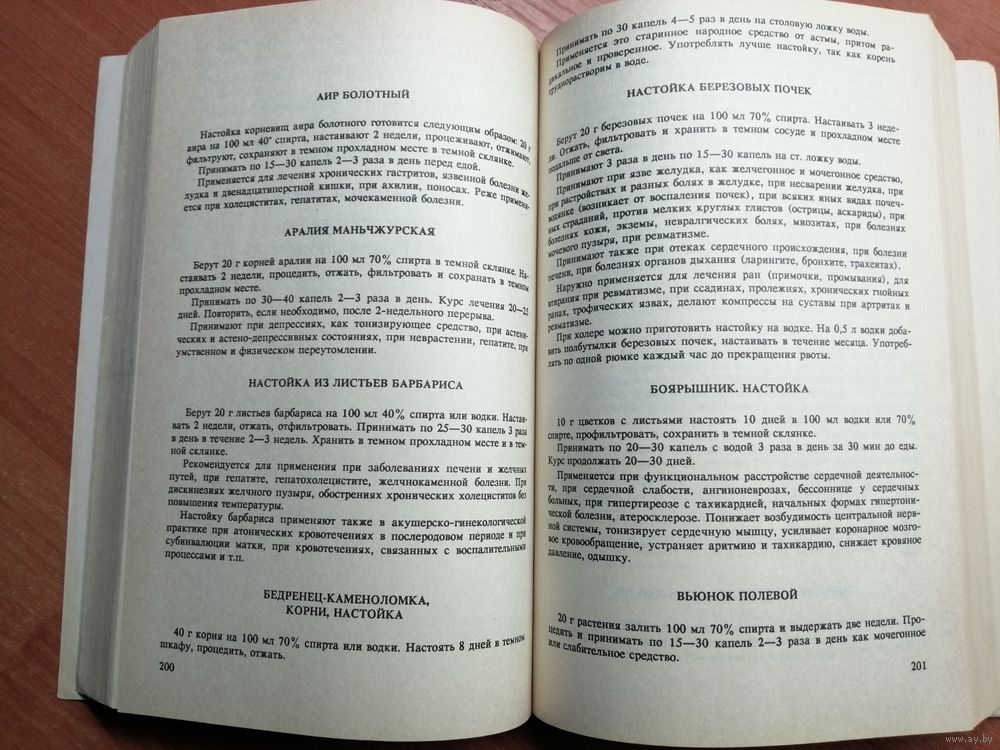 АИР БОЛОТНЫЙ
Настойка корневищ аира болотного готовится следующим образом: 20 г
аира на 100 мл 40° спирта, настаивают 2 недели, процеживают, отжимают,
фильтруют, сохраняют в темном прохладном месте в темной склянке.
Принимать по 15—30 капель 2—3 раза в день перед едой.
Применяется для лечения хронических гастритов, язвенной болезни же-
лудка и двенадцатиперстной кишки, при ахилии, поносах. Реже применя-
ется при холециститах, гепатитах, мочекаменной болезни.
АРАЛИЯ МАНЬЧЖУРСКАЯ
Берут 20 г корней аралии на 100 мл 70% спирта в темной склянке. На-
стаивать 2 недели, процедить, отжать, фильтровать и сохранать в темном
прохладном месте.
Принимать по 30—40 капель 2—3 раза в день. Курс лечения 20—25
дней. Повторить, если необходимо, после 2-недельного перерыва.
Принимают при депрессиях, как тонизирующее средство, при астени-
ческих и астено-депрессивных состояниях, при неврастении, гепатите, при
умственном и физическом переутомлении.
НАСТОЙКА ИЗ ЛИСТЬЕВ БАРБАРИСА
Берут 20 г листьев барбариса на 100 мл 40% спирта или водки. Настаи-
вать 2 недели, отжать, отфильтровать. Принимать по 25—30 капель 3 раза
в день в течение 2—3 недель. Хранить в темном прохладном месте и в тем-
ной склянке.
Рекомендуется для применения при заболеваниях печени и желчных
путей, при гепатите, гепатохолецистите, желчнокаменной болезни. При
дискинезиях желчного пузыря, обострениях хронических холециститов без
повышения температуры.
Настойку барбариса применяют также в акушерско-гинекологической
практике при атонических кровотечениях в послеродовом периоде и при
субинволюции матки, при кровотечениях, связанных с воспалительными
процессами и т.п.
БЕДРЕНЕЦ-КАМЕНОЛОМКА,
КОРНИ, НАСТОЙКА
40 г корня на 100 мл 70% спирта или водки. Настоять 8 дней в темном
шкафу, процедить, отжать.
200
Принимать по 30 капель 4—5 раз в день на столовую ложку воды.
Применяется это старинное народное средство от астмы, притом ра-
дикальное и проверенное. Употреблять лучше настойку, так как корень
труднорастворим в воде.
НАСТОЙКА БЕРЕЗОВЫХ ПОЧЕК
Берут 20 г березовых почек на 100 мл 70% спирта. Настаивать 3 неде-
ли. Отжать, фильтровать и хранить в темном сосуде и прохладном месте
подальше от света.
Принимают 3 раза в день по 15—30 капель на ст. ложку воды.
Принимают при язве желудка, как желчегонное и мочегонное средство,
при расстройствах и разных болях в желудке, при несварении желудка, при
водянке (возникает от воспаления почек), при всяких иных видах почеч-
ных страданий, против мелких круглых глистов (острицы, аскариды), при
болезнях кожи, экземы, невралгических болях, миозитах, при болезнях
мочевого пузыря, при ревматизме.
Принимают также при отеках сердечного происхождения, при болезни
печени, при болезнях органов дыхания (ларингите, бронхите, трахеитах).
Наружно применяется для лечения ран (примочки, промывания), для
втирания при ревматизме, при ссадинах, пролежнях, хронических гнойных
ранах, трофических язвах, делают компрессы на суставы при артритах и
ревматизме.
При холере можно приготовить настойку на водке. На 0,5 л водки доба-
вить полбутылки березовых почек, настаивать в течение месяца. Употреб-
лять по одной рюмке каждый час до прекращения рвоты.
БОЯРЫШНИК. НАСТОЙКА
10 г цветков с листьями настоять 10 дней в 100 мл водки или 70%
спирте, профильтровать, сохранить в темной склянке.
Принимать по 20—30 капель с водой 3 раза в день за 30 мин до еды.
Курс продолжать 20—30 дней.
Применяется при функциональном расстройстве сердечной деятельнос-
ти, при сердечной слабости, ангионеврозах, бессоннице у сердечных
больных, при гипертиреозе с тахикардией, начальных формах гипертони-
ческой болезни, атеросклерозе. Понижает возбудимость центральной нерв-
ной системы, тонизирует сердечную мышцу, усиливает коронарное мозго-
вое кровообращение, устраняет аритмию и тахикардию, снижает кровяное
давление, одышку.
ВЬЮНОК ПОЛЕВОЙ
20 г растения залить 100 мл 70% спирта и выдержать две недели. Про-
цедить и принимать по 15—30 капель 2—3 раза в день как мочегонное
или слабительное средство.
201
www.ay.by